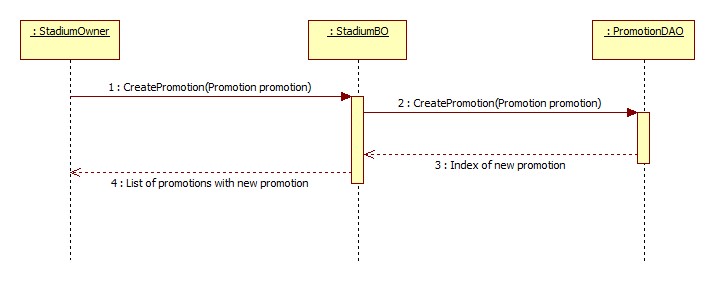 : StadiumOwner
: StadiumBO
: PromotionDAO
1 : CreatePromotion(Promotion promotion)
2 : CreatePromotion(Promotion promotion)
3 : Index of new promotion
4 : List of promotions with new promotion